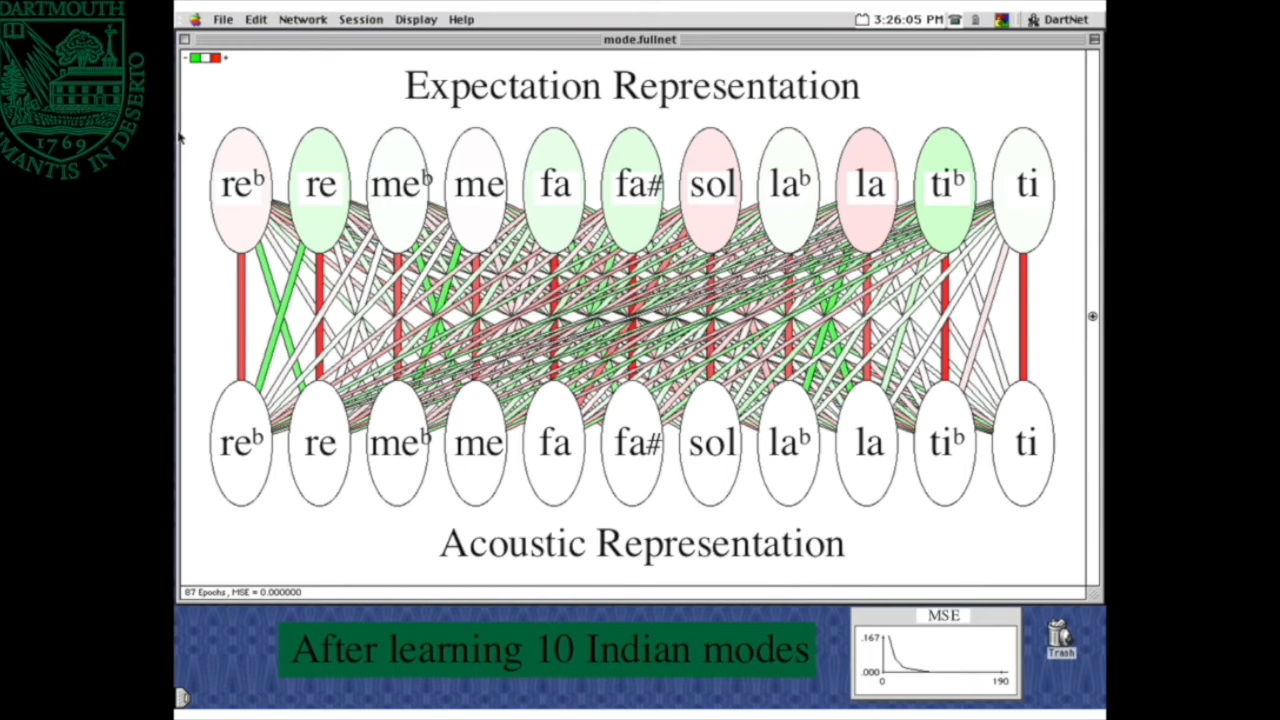 DARTMOUTH
File Edit Network Session Display Help 3:26:05 PM DartNet
mode.fullnet
- +
Expectation Representation
re♭ re me♭ me fa fa# sol la♭ la ti♭ ti
re♭ re me♭ me fa fa# sol la♭ la ti♭ ti
Acoustic Representation
87 Epochs, MSE = 0.000000
1769
AMANTIS IN DESERTO
After learning 10 Indian modes
MSE
.167
.000
0 190
Trash